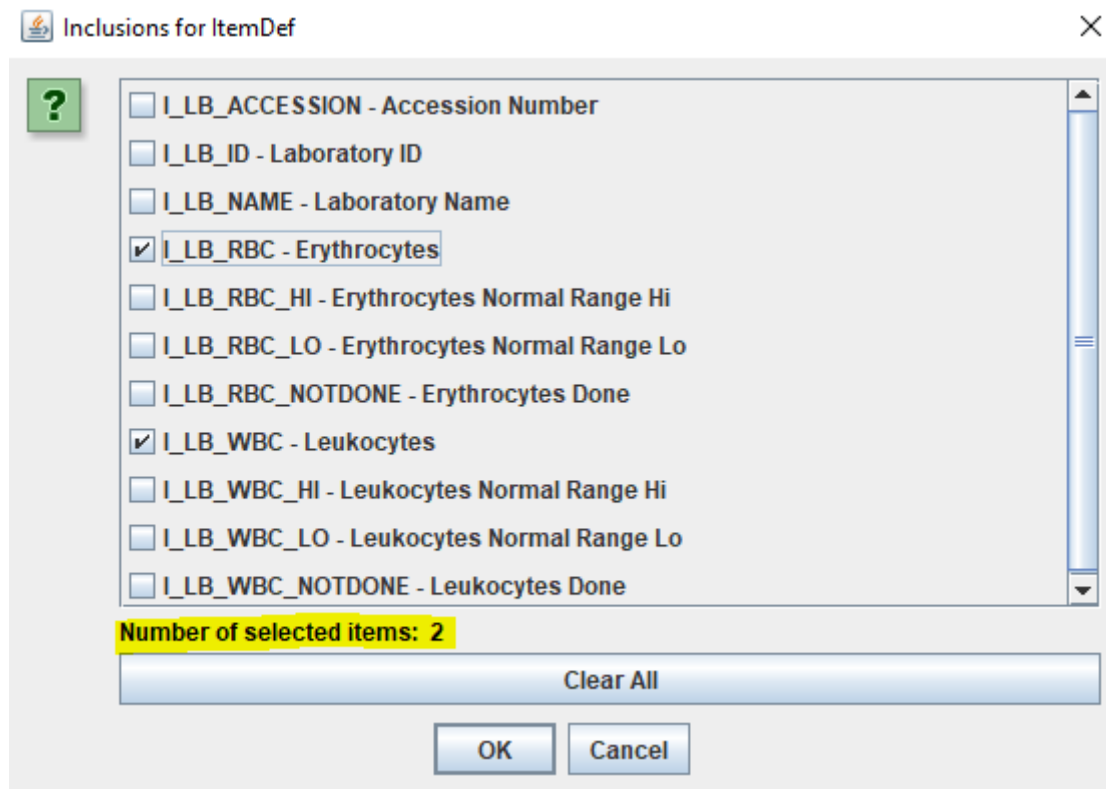 Inclusions for ItemDef
?
I_LB_ACCESSION - Accession Number
I_LB_ID - Laboratory ID
I_LB_NAME - Laboratory Name
I_LB_RBC - Erythrocytes
I_LB_RBC_HI - Erythrocytes Normal Range Hi
I_LB_RBC_LO - Erythrocytes Normal Range Lo
I_LB_RBC_NOTDONE - Erythrocytes Done
I_LB_WBC - Leukocytes
I_LB_WBC_HI - Leukocytes Normal Range Hi
I_LB_WBC_LO - Leukocytes Normal Range Lo
I_LB_WBC_NOTDONE - Leukocytes Done
Number of selected items: 2
Clear All
OK Cancel